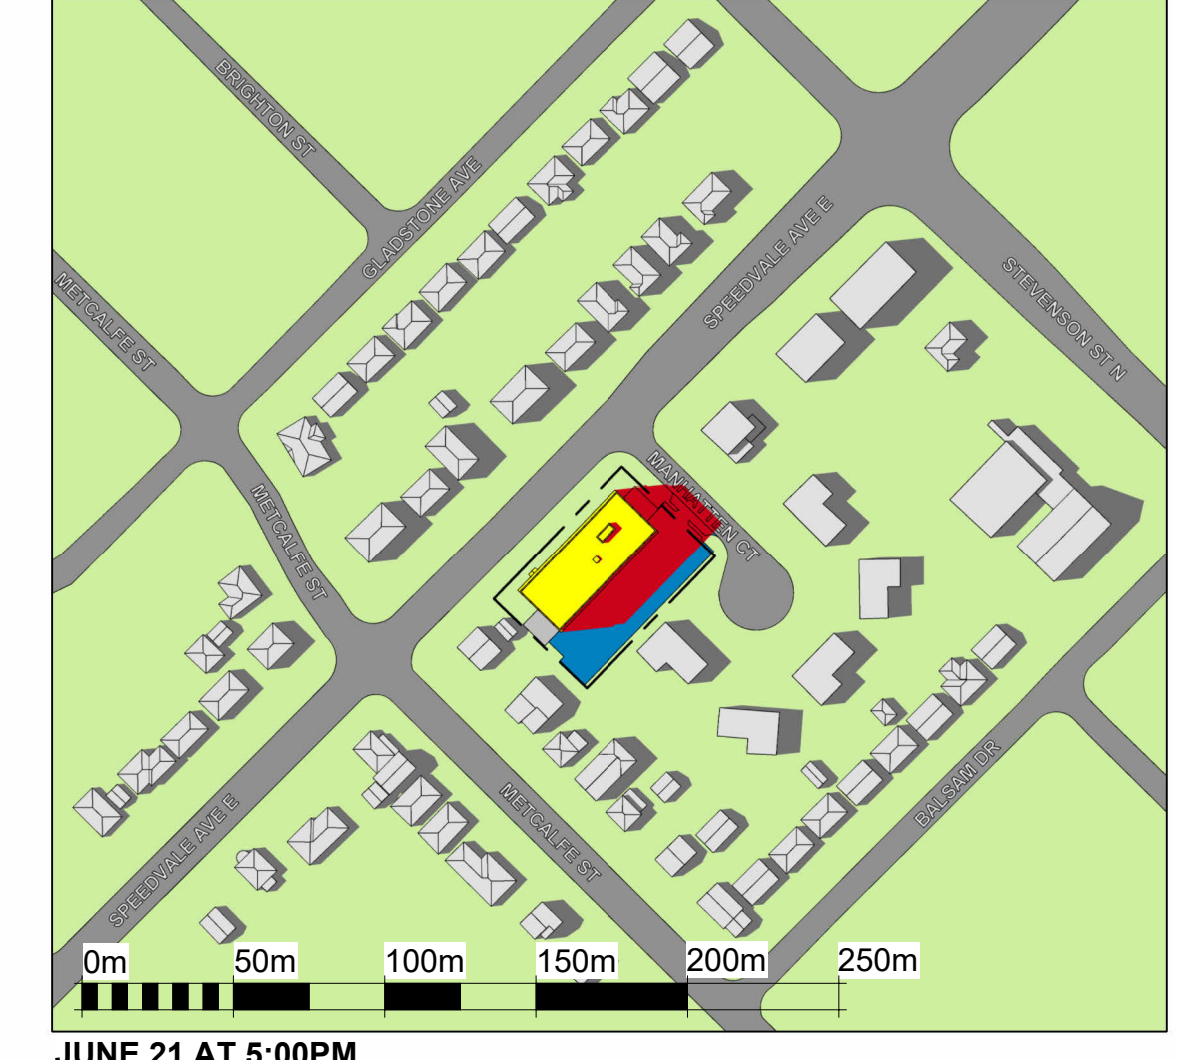 BRIGHTON ST
GLADSTONE AVE
METCALFE ST
SPEEDVALE AVE E
STEVENSON ST N
MANHATTEN CT
METCALFE ST
SPEEDVALE AVE E
METCALFE ST
BALSAM DR
0m 50m 100m 150m 200m 250m
JUNE 21 AT 5:00PM